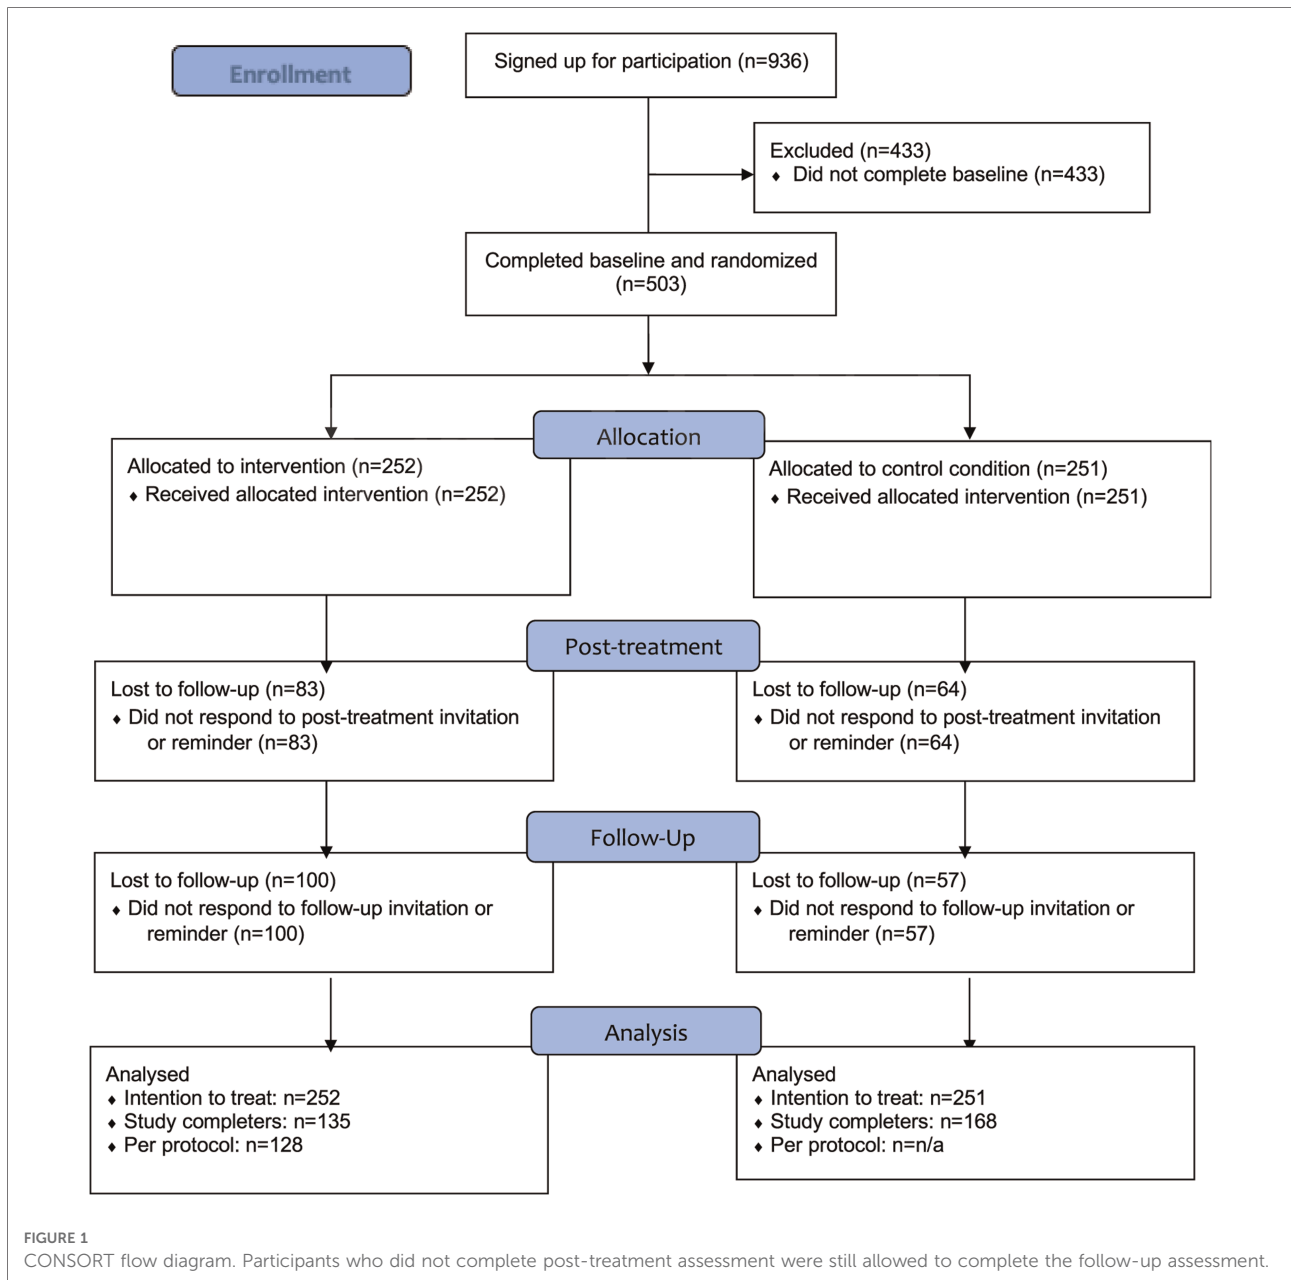 Enrollment
Signed up for participation (n=936)
Excluded (n=433)
♦ Did not complete baseline (n=433)
Completed baseline and randomized
(n=503)
Allocation
Allocated to intervention (n=252)
♦ Received allocated intervention (n=252)
Allocated to control condition (n=251)
♦ Received allocated intervention (n=251)
Post-treatment
Lost to follow-up (n=83)
♦ Did not respond to post-treatment invitation
or reminder (n=83)
Lost to follow-up (n=64)
♦ Did not respond to post-treatment invitation
or reminder (n=64)
Follow-Up
Lost to follow-up (n=100)
♦ Did not respond to follow-up invitation or
reminder (n=100)
Lost to follow-up (n=57)
♦ Did not respond to follow-up invitation or
reminder (n=57)
Analysis
Analysed
♦ Intention to treat: n=252
♦ Study completers: n=135
♦ Per protocol: n=128
Analysed
♦ Intention to treat: n=251
♦ Study completers: n=168
♦ Per protocol: n=n/a
FIGURE 1
CONSORT flow diagram. Participants who did not complete post-treatment assessment were still allowed to complete the follow-up assessment.